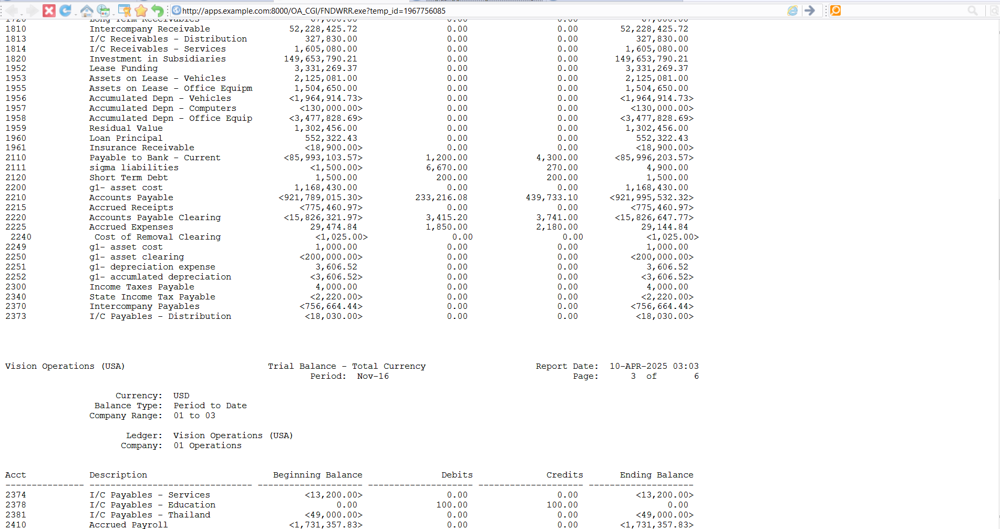 http://apps.example.com:8000/OA_CGI/FNDWRR.exe?temp_id=1967756085
1720 Long Term Receivables 67,000.00 0.00 0.00 67,000.00
1810 Intercompany Receivable 52,228,425.72 0.00 0.00 52,228,425.72
1813 I/C Receivables - Distribution 327,830.00 0.00 0.00 327,830.00
1814 I/C Receivables - Services 1,605,080.00 0.00 0.00 1,605,080.00
1820 Investment in Subsidiaries 149,653,790.21 0.00 0.00 149,653,790.21
1952 Lease Funding 3,331,269.37 0.00 0.00 3,331,269.37
1953 Assets on Lease - Vehicles 2,125,081.00 0.00 0.00 2,125,081.00
1955 Assets on Lease - Office Equipm 1,504,650.00 0.00 0.00 1,504,650.00
1956 Accumulated Depn - Vehicles <1,964,914.73> 0.00 0.00 <1,964,914.73>
1957 Accumulated Depn - Computers <130,000.00> 0.00 0.00 <130,000.00>
1958 Accumulated Depn - Office Equip <3,477,828.69> 0.00 0.00 <3,477,828.69>
1959 Residual Value 1,302,456.00 0.00 0.00 1,302,456.00
1960 Loan Principal 552,322.43 0.00 0.00 552,322.43
1961 Insurance Receivable <18,900.00> 0.00 0.00 <18,900.00>
2110 Payable to Bank - Current <85,993,103.57> 1,200.00 4,300.00 <85,996,203.57>
2111 sigma liabilities <1,500.00> 6,670.00 270.00 4,900.00
2120 Short Term Debt 1,500.00 200.00 200.00 1,500.00
2200 g1- asset cost 1,168,430.00 0.00 0.00 1,168,430.00
2210 Accounts Payable <921,789,015.30> 233,216.08 439,733.10 <921,995,532.32>
2215 Accrued Receipts <775,460.97> 0.00 0.00 <775,460.97>
2220 Accounts Payable Clearing <15,826,321.97> 3,415.20 3,741.00 <15,826,647.77>
2225 Accrued Expenses 29,474.84 1,850.00 2,180.00 29,144.84
2240 Cost of Removal Clearing <1,025.00> 0.00 0.00 <1,025.00>
2249 g1- asset cost 1,000.00 0.00 0.00 1,000.00
2250 g1- asset clearing <200,000.00> 0.00 0.00 <200,000.00>
2251 g1- depreciation expense 3,606.52 0.00 0.00 3,606.52
2252 g1- accumlated depreciation <3,606.52> 0.00 0.00 <3,606.52>
2300 Income Taxes Payable 4,000.00 0.00 0.00 4,000.00
2340 State Income Tax Payable <2,220.00> 0.00 0.00 <2,220.00>
2370 Intercompany Payables <756,664.44> 0.00 0.00 <756,664.44>
2373 I/C Payables - Distribution <18,030.00> 0.00 0.00 <18,030.00>
Vision Operations (USA) Trial Balance - Total Currency Report Date: 10-APR-2025 03:03
Period: Nov-16 Page: 3 of 6
Currency: USD
Balance Type: Period to Date
Company Range: 01 to 03
Ledger: Vision Operations (USA)
Company: 01 Operations
Acct Description Beginning Balance Debits Credits Ending Balance
2374 I/C Payables - Services <13,200.00> 0.00 0.00 <13,200.00>
2378 I/C Payables - Education 0.00 100.00 100.00 0.00
2381 I/C Payables - Thailand <49,000.00> 0.00 0.00 <49,000.00>
2410 Accrued Payroll <1,731,357.83> 0.00 0.00 <1,731,357.83>